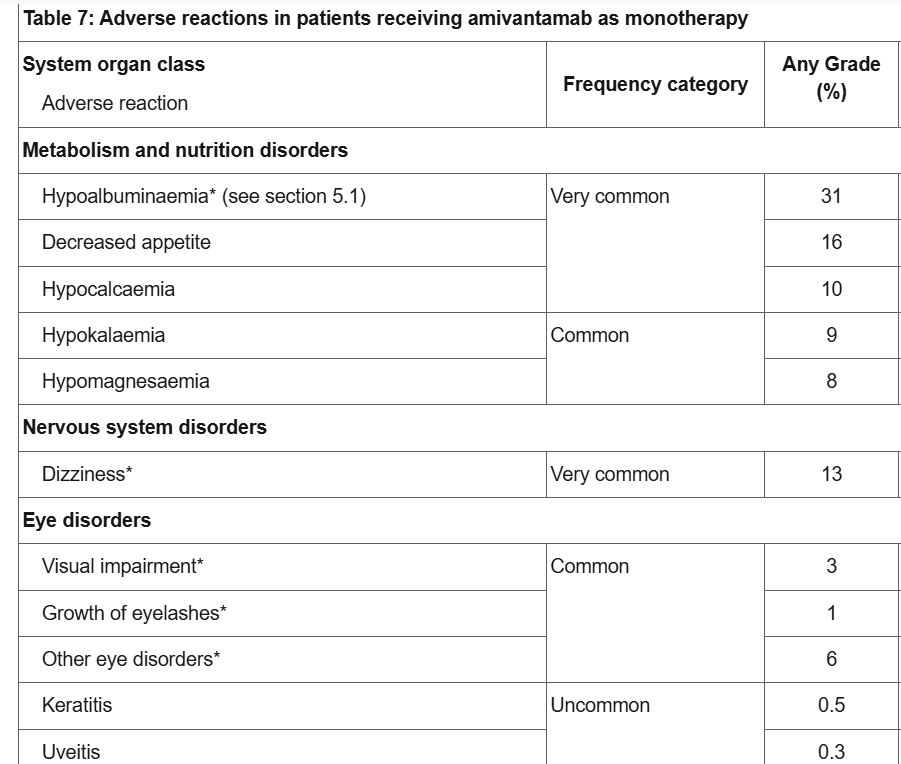 Table 7: Adverse reactions in patients receiving amivantamab as monotherapy
System organ class
Adverse reaction
Frequency category
Any Grade
(%)
Metabolism and nutrition disorders
Hypoalbuminaemia* (see section 5.1) Very common 31
Decreased appetite 16
Hypocalcaemia 10
Hypokalaemia Common 9
Hypomagnesaemia 8
Nervous system disorders
Dizziness* Very common 13
Eye disorders
Visual impairment* Common 3
Growth of eyelashes* 1
Other eye disorders* 6
Keratitis Uncommon 0.5
Uveitis 0.3